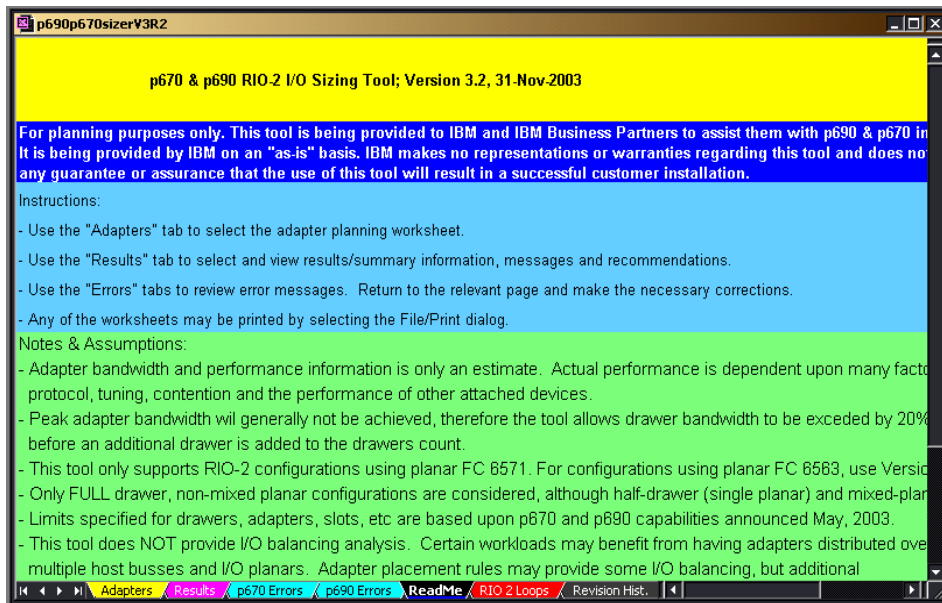 p690p670sizerV3R2
p670 & p690 RIO-2 I/O Sizing Tool; Version 3.2, 31-Nov-2003
For planning purposes only. This tool is being provided to IBM and IBM Business Partners to assist them with p690 & p670 in
It is being provided by IBM on an "as-is" basis. IBM makes no representations or warranties regarding this tool and does no
any guarantee or assurance that the use of this tool will result in a successful customer installation.
Instructions:
- Use the "Adapters" tab to select the adapter planning worksheet.
- Use the "Results" tab to select and view results/summary information, messages and recommendations.
- Use the "Errors" tabs to review error messages.  Return to the relevant page and make the necessary corrections.
- Any of the worksheets may be printed by selecting the File/Print dialog.
Notes & Assumptions:
- Adapter bandwidth and performance information is only an estimate.  Actual performance is dependent upon many facto
protocol, tuning, contention and the performance of other attached devices.
- Peak adapter bandwidth wil generally not be achieved, therefore the tool allows drawer bandwidth to be exceded by 20%
before an additional drawer is added to the drawers count.
- This tool only supports RIO-2 configurations using planar FC 6571. For configurations using planar FC 6563, use Versic
- Only FULL drawer, non-mixed planar configurations are considered, although half-drawer (single planar) and mixed-plar
- Limits specified for drawers, adapters, slots, etc are based upon p670 and p690 capabilities announced May, 2003.
- This tool does NOT provide I/O balancing analysis.  Certain workloads may benefit from having adapters distributed ove
multiple host busses and I/O planars.  Adapter placement rules may provide some I/O balancing, but additional
Adapters Results p670 Errors p690 Errors ReadMe RIO 2 Loops Revision Hist.